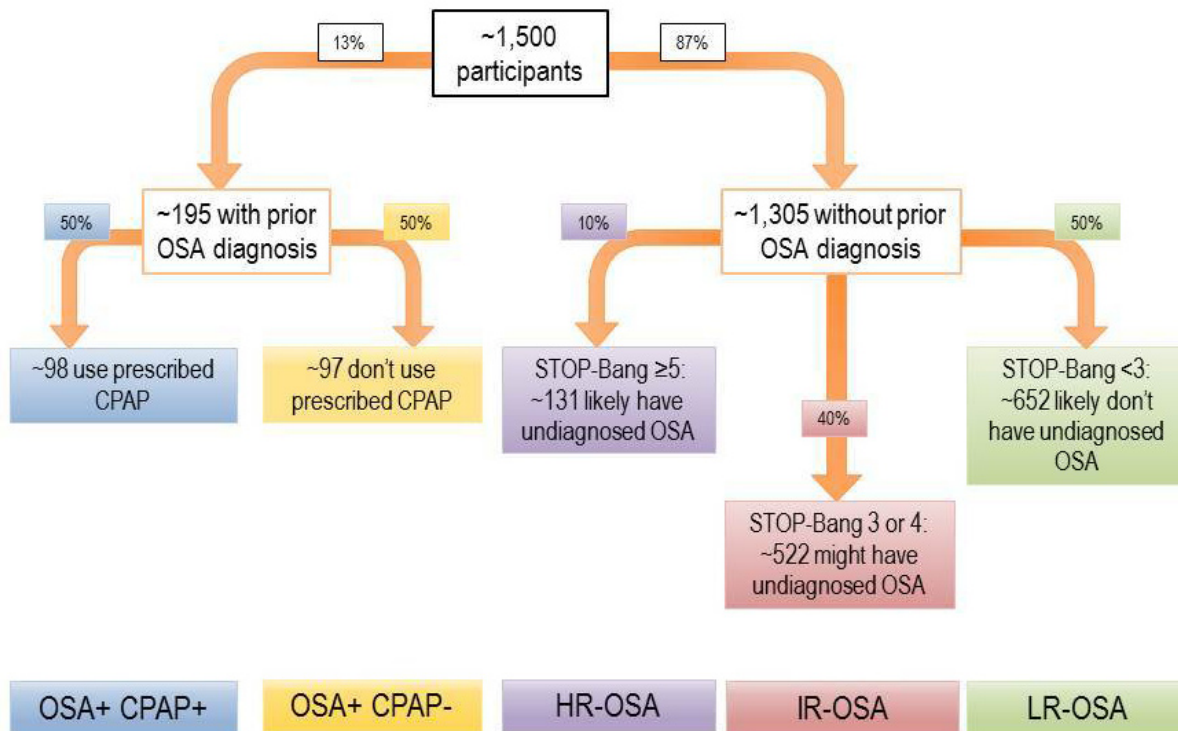 13%
~1,500
participants
87%
~195 with prior
OSA diagnosis
50%
50%
~1,305 without prior
OSA diagnosis
10%
50%
40%
~98 use prescribed
CPAP
~97 don't use
prescribed CPAP
STOP-Bang ≥5:
~131 likely have
undiagnosed OSA
STOP-Bang 3 or 4:
~522 might have
undiagnosed OSA
STOP-Bang <3:
~652 likely don't
have undiagnosed
OSA
OSA+ CPAP+
OSA+ CPAP-
HR-OSA
IR-OSA
LR-OSA